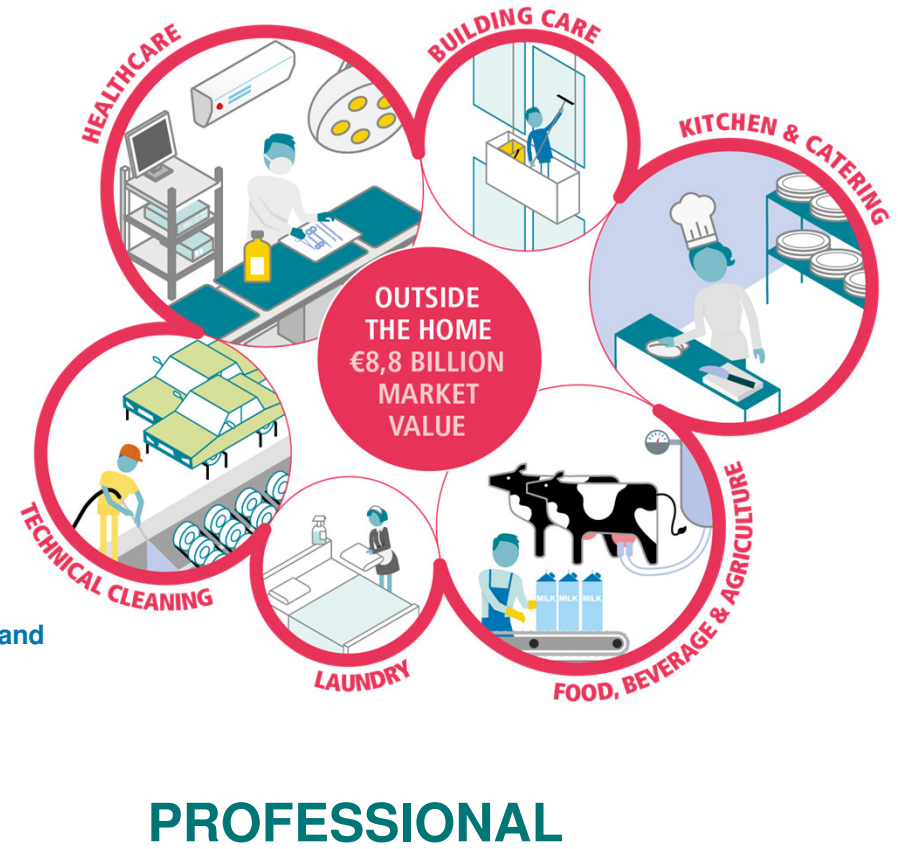 HEALTHCARE
BUILDING CARE
KITCHEN & CATERING
OUTSIDE
THE HOME
€8,8 BILLION
MARKET
VALUE
TECHNICAL CLEANING
LAUNDRY
FOOD, BEVERAGE & AGRICULTURE
MILK MILK MILK
and
PROFESSIONAL